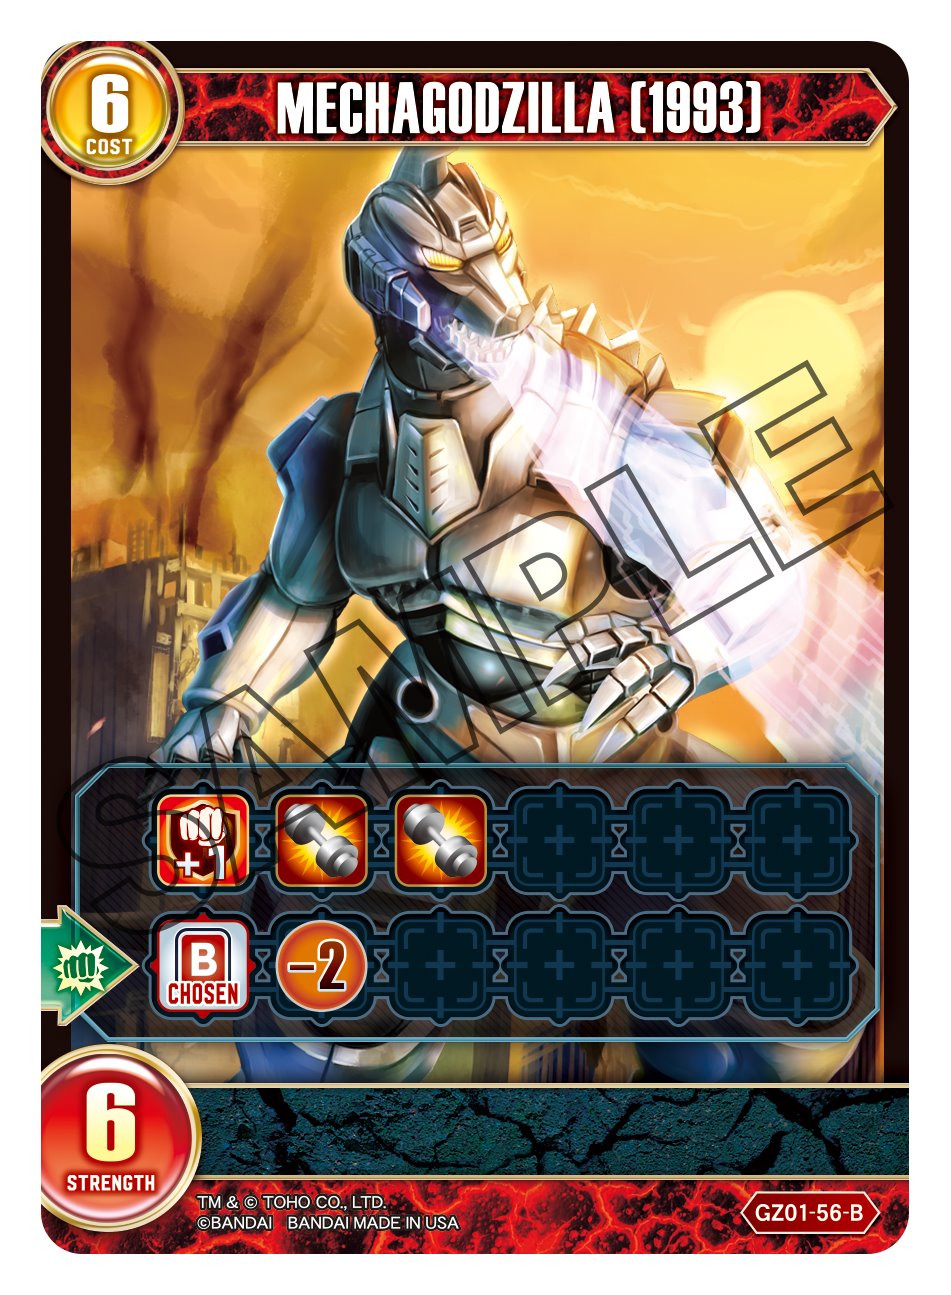 6
COST
MECHAGODZILLA (1993)
SAMPLE
+1
B
CHOSEN
-2
6
STRENGTH
TM & © TOHO CO., LTD.
©BANDAI BANDAI MADE IN USA
GZ01-56-B